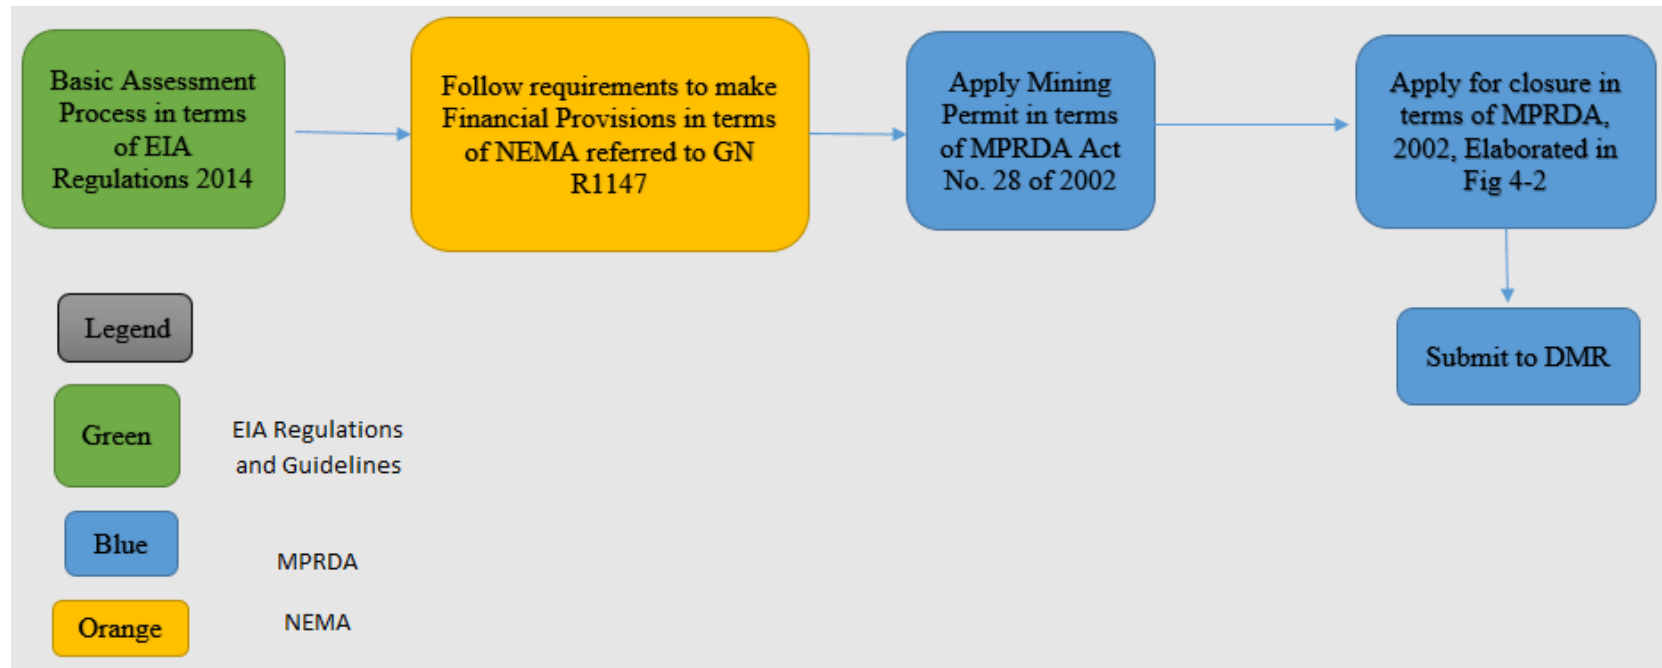 Basic Assessment
Process in terms
of EIA
Regulations 2014
Follow requirements to make
Financial Provisions in terms
of NEMA referred to GN
R1147
Apply Mining
Permit in terms
of MPRDA Act
No. 28 of 2002
Apply for closure in
terms of MPRDA,
2002, Elaborated in
Fig 4-2
Submit to DMR
Legend
Green
EIA Regulations
and Guidelines
Blue
MPRDA
Orange
NEMA